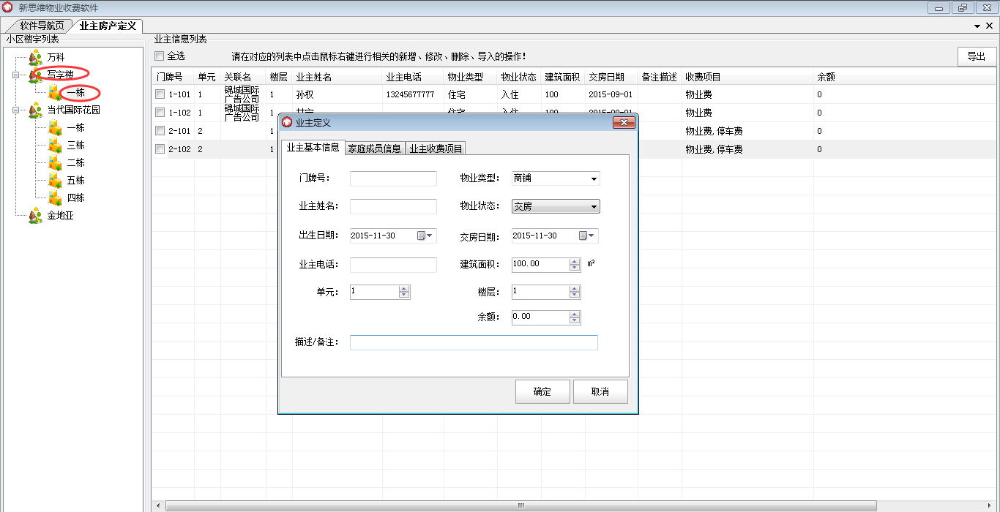 新思维物业收费软件
软件导航页 业主房产定义
小区楼宇列表
万科
写字楼
一栋
当代国际花园
一栋
三栋
二栋
五栋
四栋
金地亚
业主信息列表
全选 请在对应的列表中点击鼠标右键进行相关的新增、修改、删除、导入的操作! 导出
门牌号 单元 关联名 楼层 业主姓名 业主电话 物业类型 物业状态 建筑面积 交房日期 备注描述 收费项目 余额
1-101 1 锦城国际广告公司 1 孙权 13245677777 住宅 入住 100 2015-09-01 物业费 0
1-102 1 锦城国际广告公司 1 甘宁 住宅 入住 100 2015-09-01 物业费 0
2-101 2 1 物业费,停车费 0
2-102 2 1 物业费,停车费 0
业主定义
业主基本信息 家庭成员信息 业主收费项目
门牌号: 物业类型: 商铺
业主姓名: 物业状态: 交房
出生日期: 2015-11-30 交房日期: 2015-11-30
业主电话: 建筑面积: 100.00 m²
单元: 1 楼层: 1
余额: 0.00
描述/备注:
确定 取消